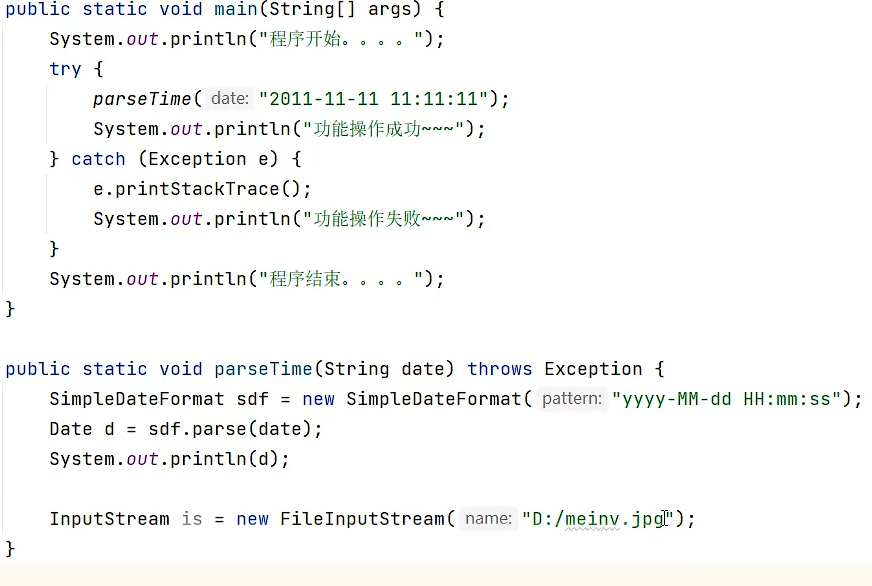 public static void main(String[] args) {
    System.out.println("程序开始。。。。");
    try {
        parseTime( date: "2011-11-11 11:11:11");
        System.out.println("功能操作成功~~~");
    } catch (Exception e) {
        e.printStackTrace();
        System.out.println("功能操作失败~~~");
    }
    System.out.println("程序结束。。。。");
}
public static void parseTime(String date) throws Exception {
    SimpleDateFormat sdf = new SimpleDateFormat( pattern: "yyyy-MM-dd HH:mm:ss");
    Date d = sdf.parse(date);
    System.out.println(d);
    InputStream is = new FileInputStream( name: "D:/meinv.jpg");
}